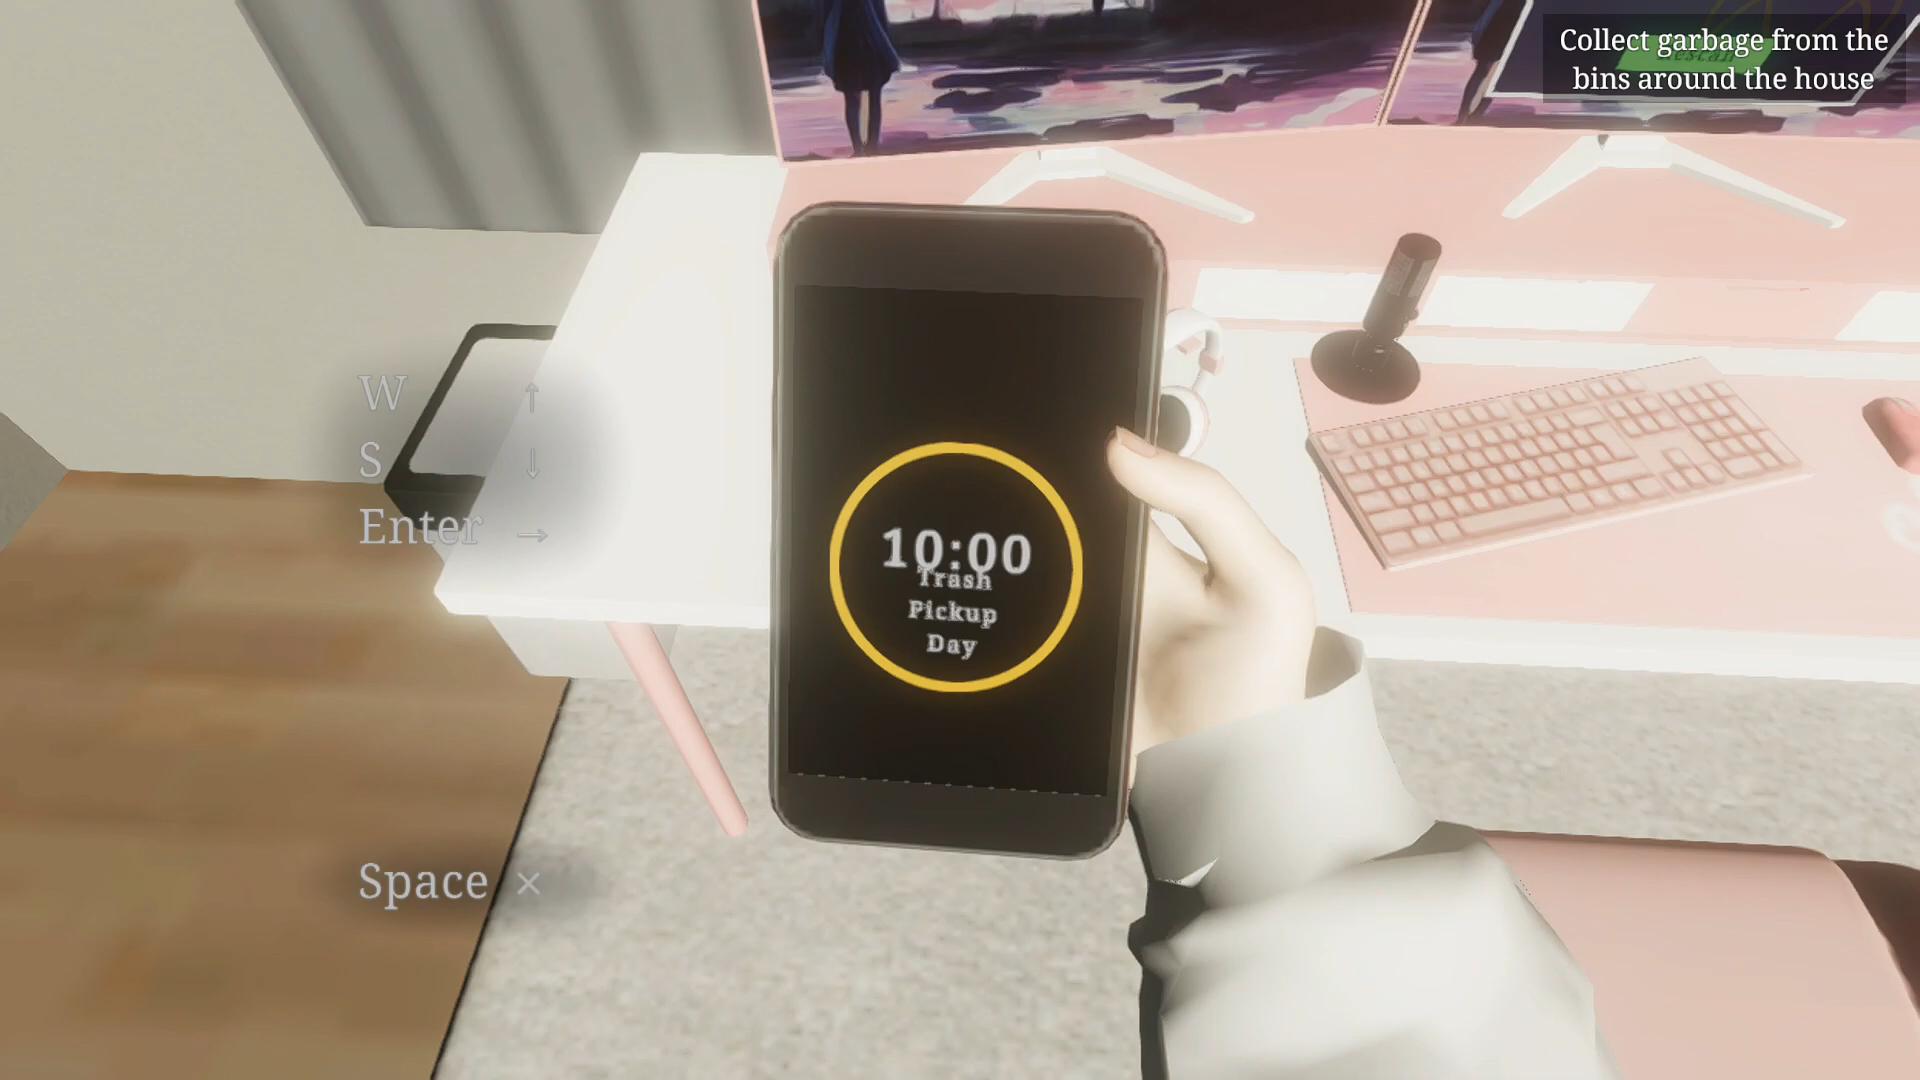 Collect garbage from the
bins around the house
W ↑
S ↓
Enter →
10:00
Trash
Pickup
Day
Space ×